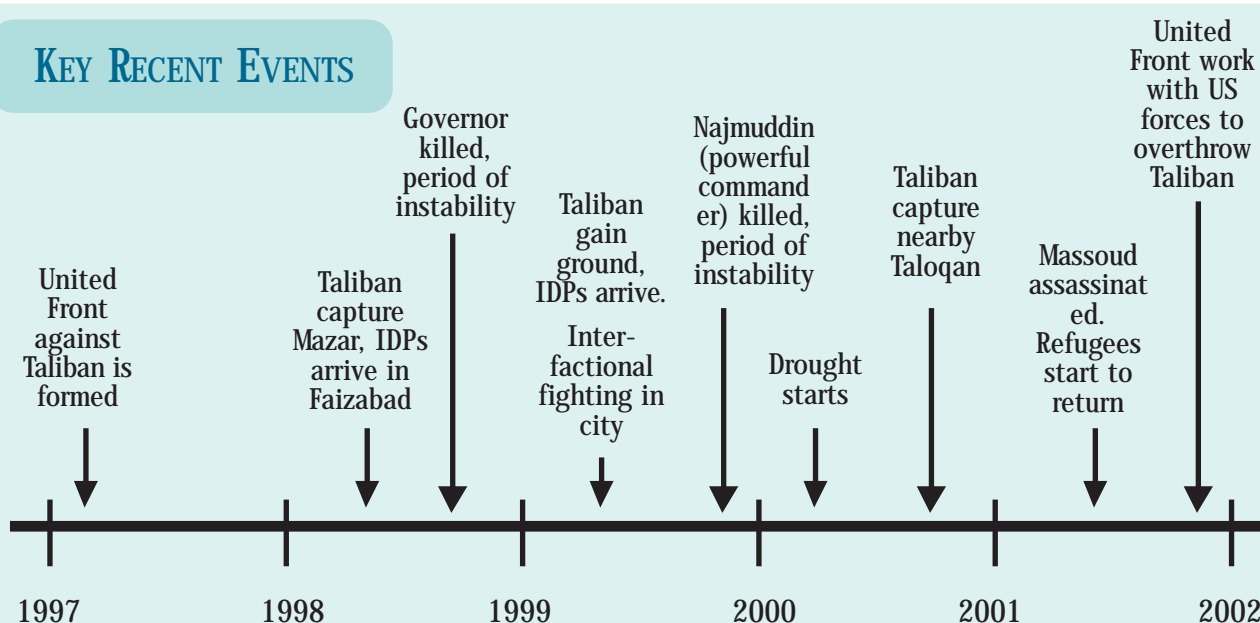 KEY RECENT EVENTS
United
Front
against
Taliban is
formed
Taliban
capture
Mazar, IDPs
arrive in
Faizabad
Governor
killed,
period of
instability
Taliban
gain
ground,
IDPs arrive.
Inter-
factional
fighting in
city
Najmuddin
(powerful
command
er) killed,
period of
instability
Drought
starts
Taliban
capture
nearby
Taloqan
Massoud
assassinat
ed.
Refugees
start to
return
United
Front work
with US
forces to
overthrow
Taliban
1997 1998 1999 2000 2001 2002